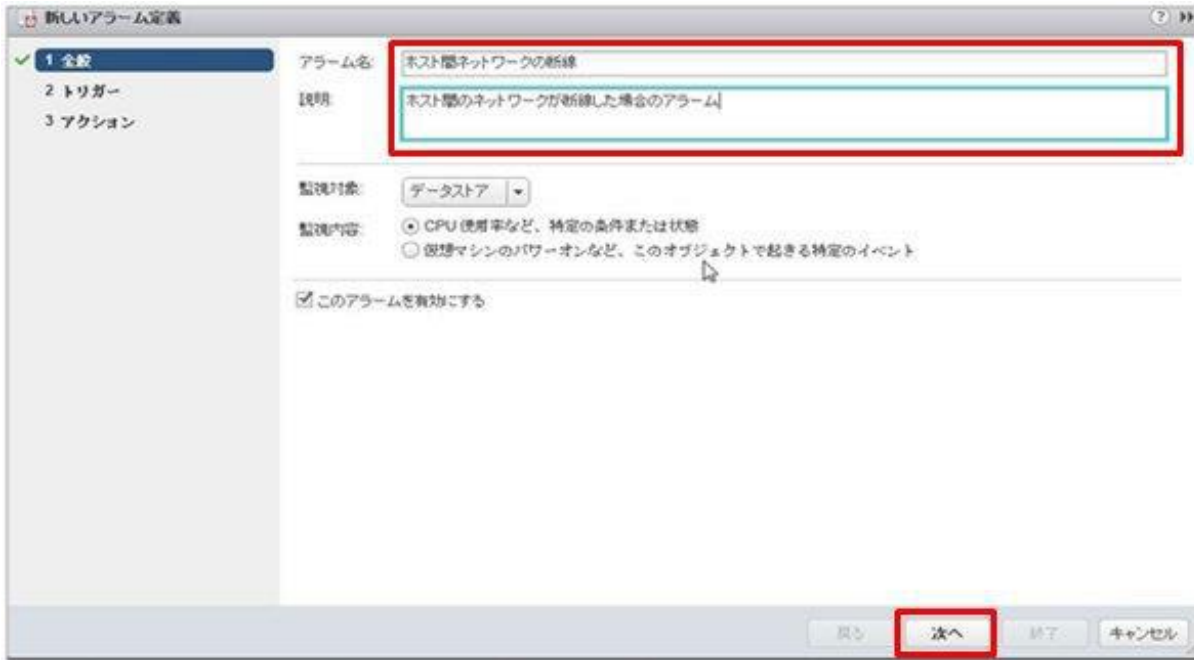 新しいアラーム定義
?
1 全般
2 トリガー
3 アクション
アラーム名:
ホスト間ネットワークの断線
説明:
ホスト間のネットワークが断線した場合のアラーム
監視対象:
データストア
監視内容:
CPU 使用率など、特定の条件または状態
仮想マシンのパワーオンなど、このオブジェクトで起きる特定のイベント
このアラームを有効にする
戻る
次へ
終了
キャンセル